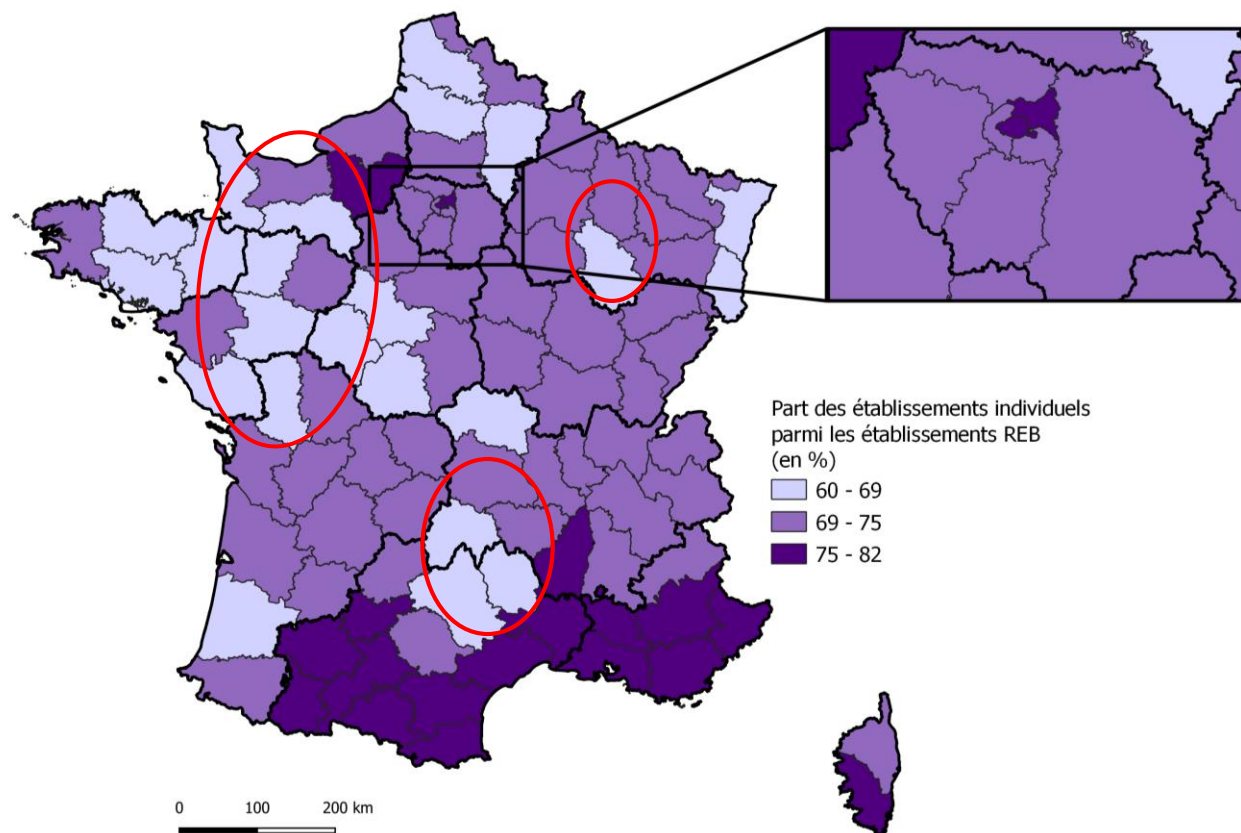 Part des établissements individuels
parmi les établissements REB
(en %)
60 - 69
69 - 75
75 - 82
0 100 200 km